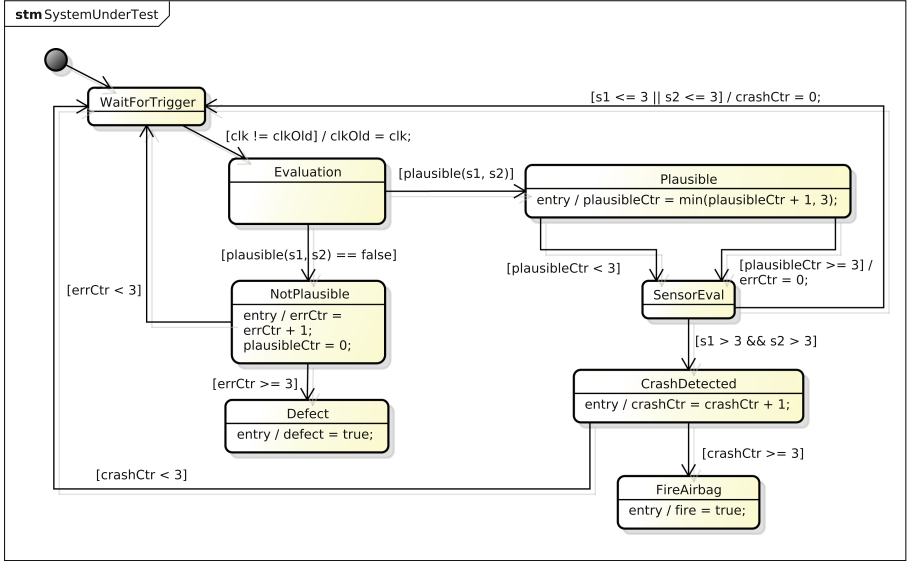 stm SystemUnderTest
WaitForTrigger
[s1 <= 3 || s2 <= 3] / crashCtr = 0;
[clk != clkOld] / clkOld = clk;
Evaluation
[plausible(s1, s2)]
Plausible
entry / plausibleCtr = min(plausibleCtr + 1, 3);
[plausible(s1, s2) == false]
[plausibleCtr < 3]
[plausibleCtr >= 3] /
errCtr = 0;
[errCtr < 3]
NotPlausible
entry / errCtr =
errCtr + 1;
plausibleCtr = 0;
SensorEval
[s1 > 3 && s2 > 3]
[errCtr >= 3]
CrashDetected
entry / crashCtr = crashCtr + 1;
Defect
entry / defect = true;
[crashCtr >= 3]
[crashCtr < 3]
FireAirbag
entry / fire = true;